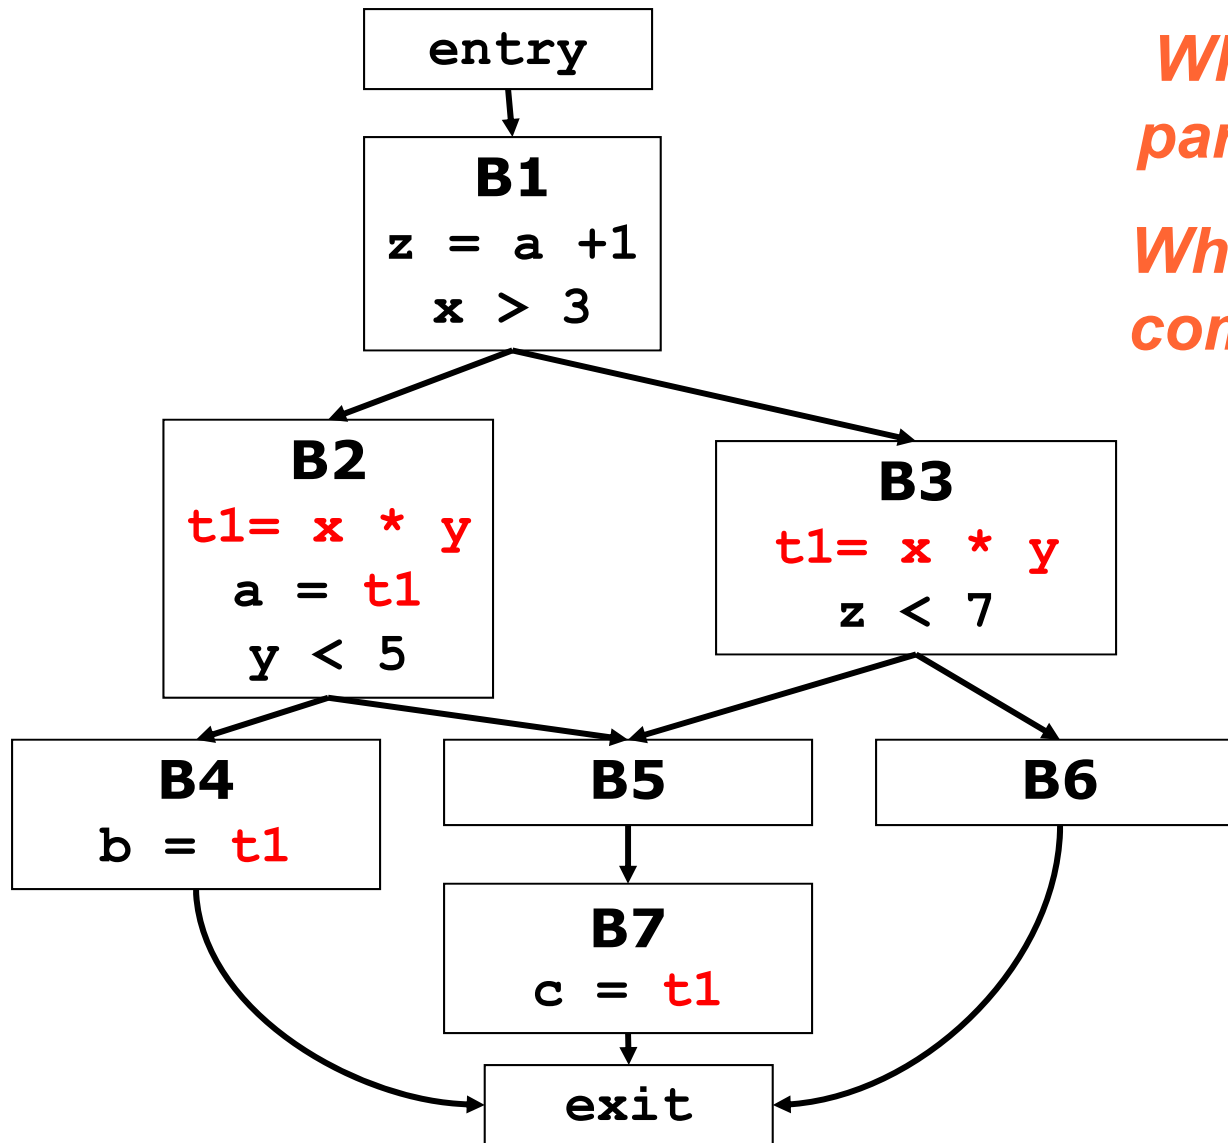 entry
B1
z = a +1
x > 3
B2
t1= x * y
a = t1
y < 5
B3
t1= x * y
z < 7
B4
b = t1
B5
B6
B7
c = t1
exit